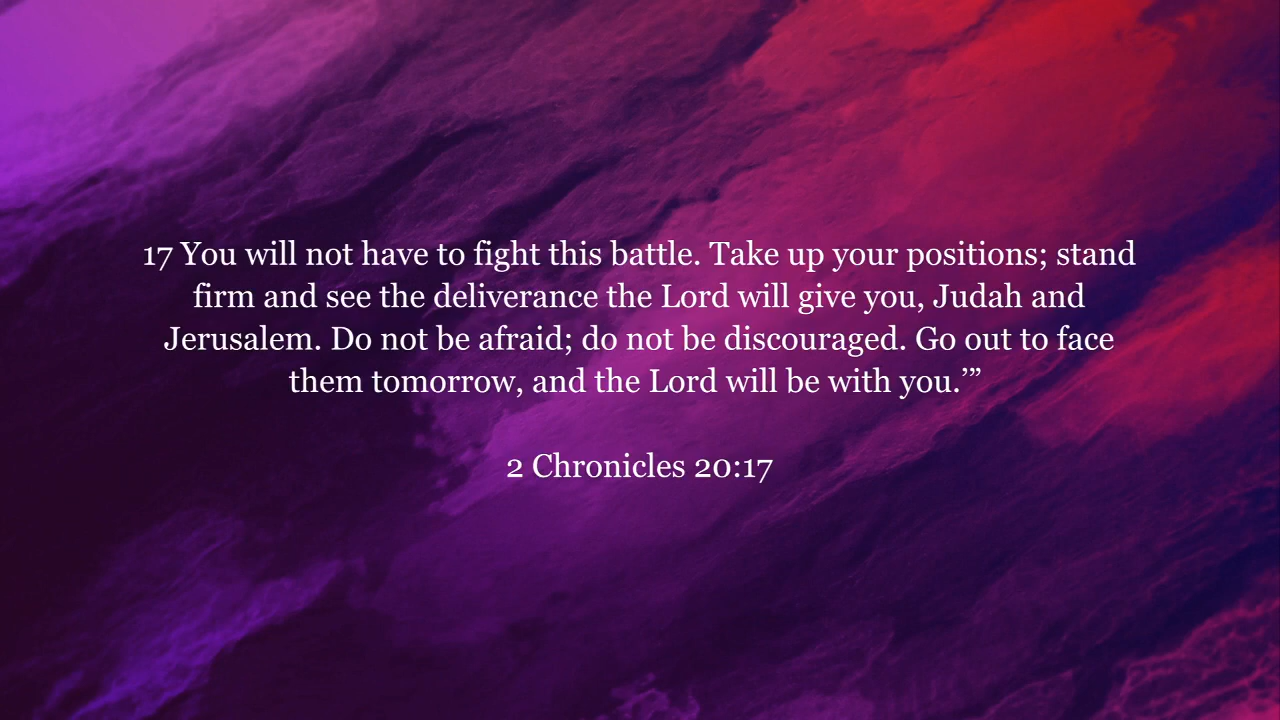 17 You will not have to fight this battle. Take up your positions; stand
firm and see the deliverance the Lord will give you, Judah and
Jerusalem. Do not be afraid; do not be discouraged. Go out to face
them tomorrow, and the Lord will be with you.’”
2 Chronicles 20:17